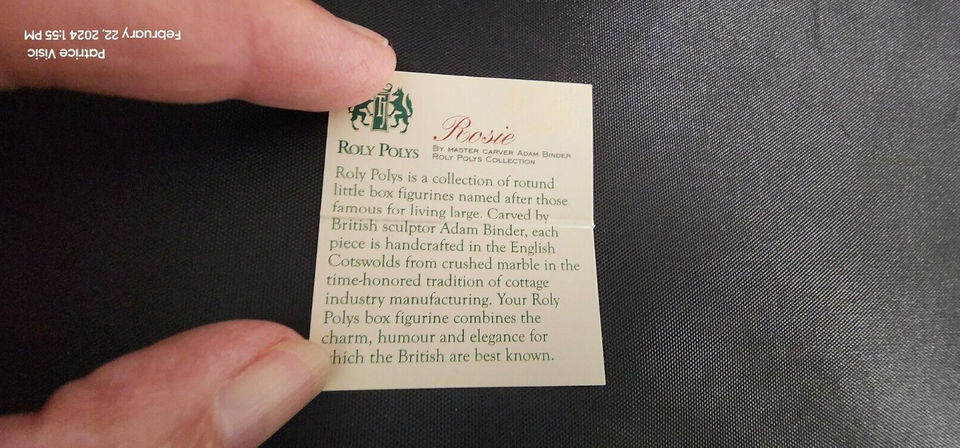 Patrice Visic
February 22, 2024 1:55 PM
ROLY POLYS
Rosie
BY MASTER CARVER ADAM BINDER
ROLY POLYS COLLECTION
Roly Polys is a collection of rotund
little box figurines named after those
famous for living large. Carved by
British sculptor Adam Binder, each
piece is handcrafted in the English
Cotswolds from crushed marble in the
time-honored tradition of cottage
industry manufacturing. Your Roly
Polys box figurine combines the
charm, humour and elegance for
which the British are best known.